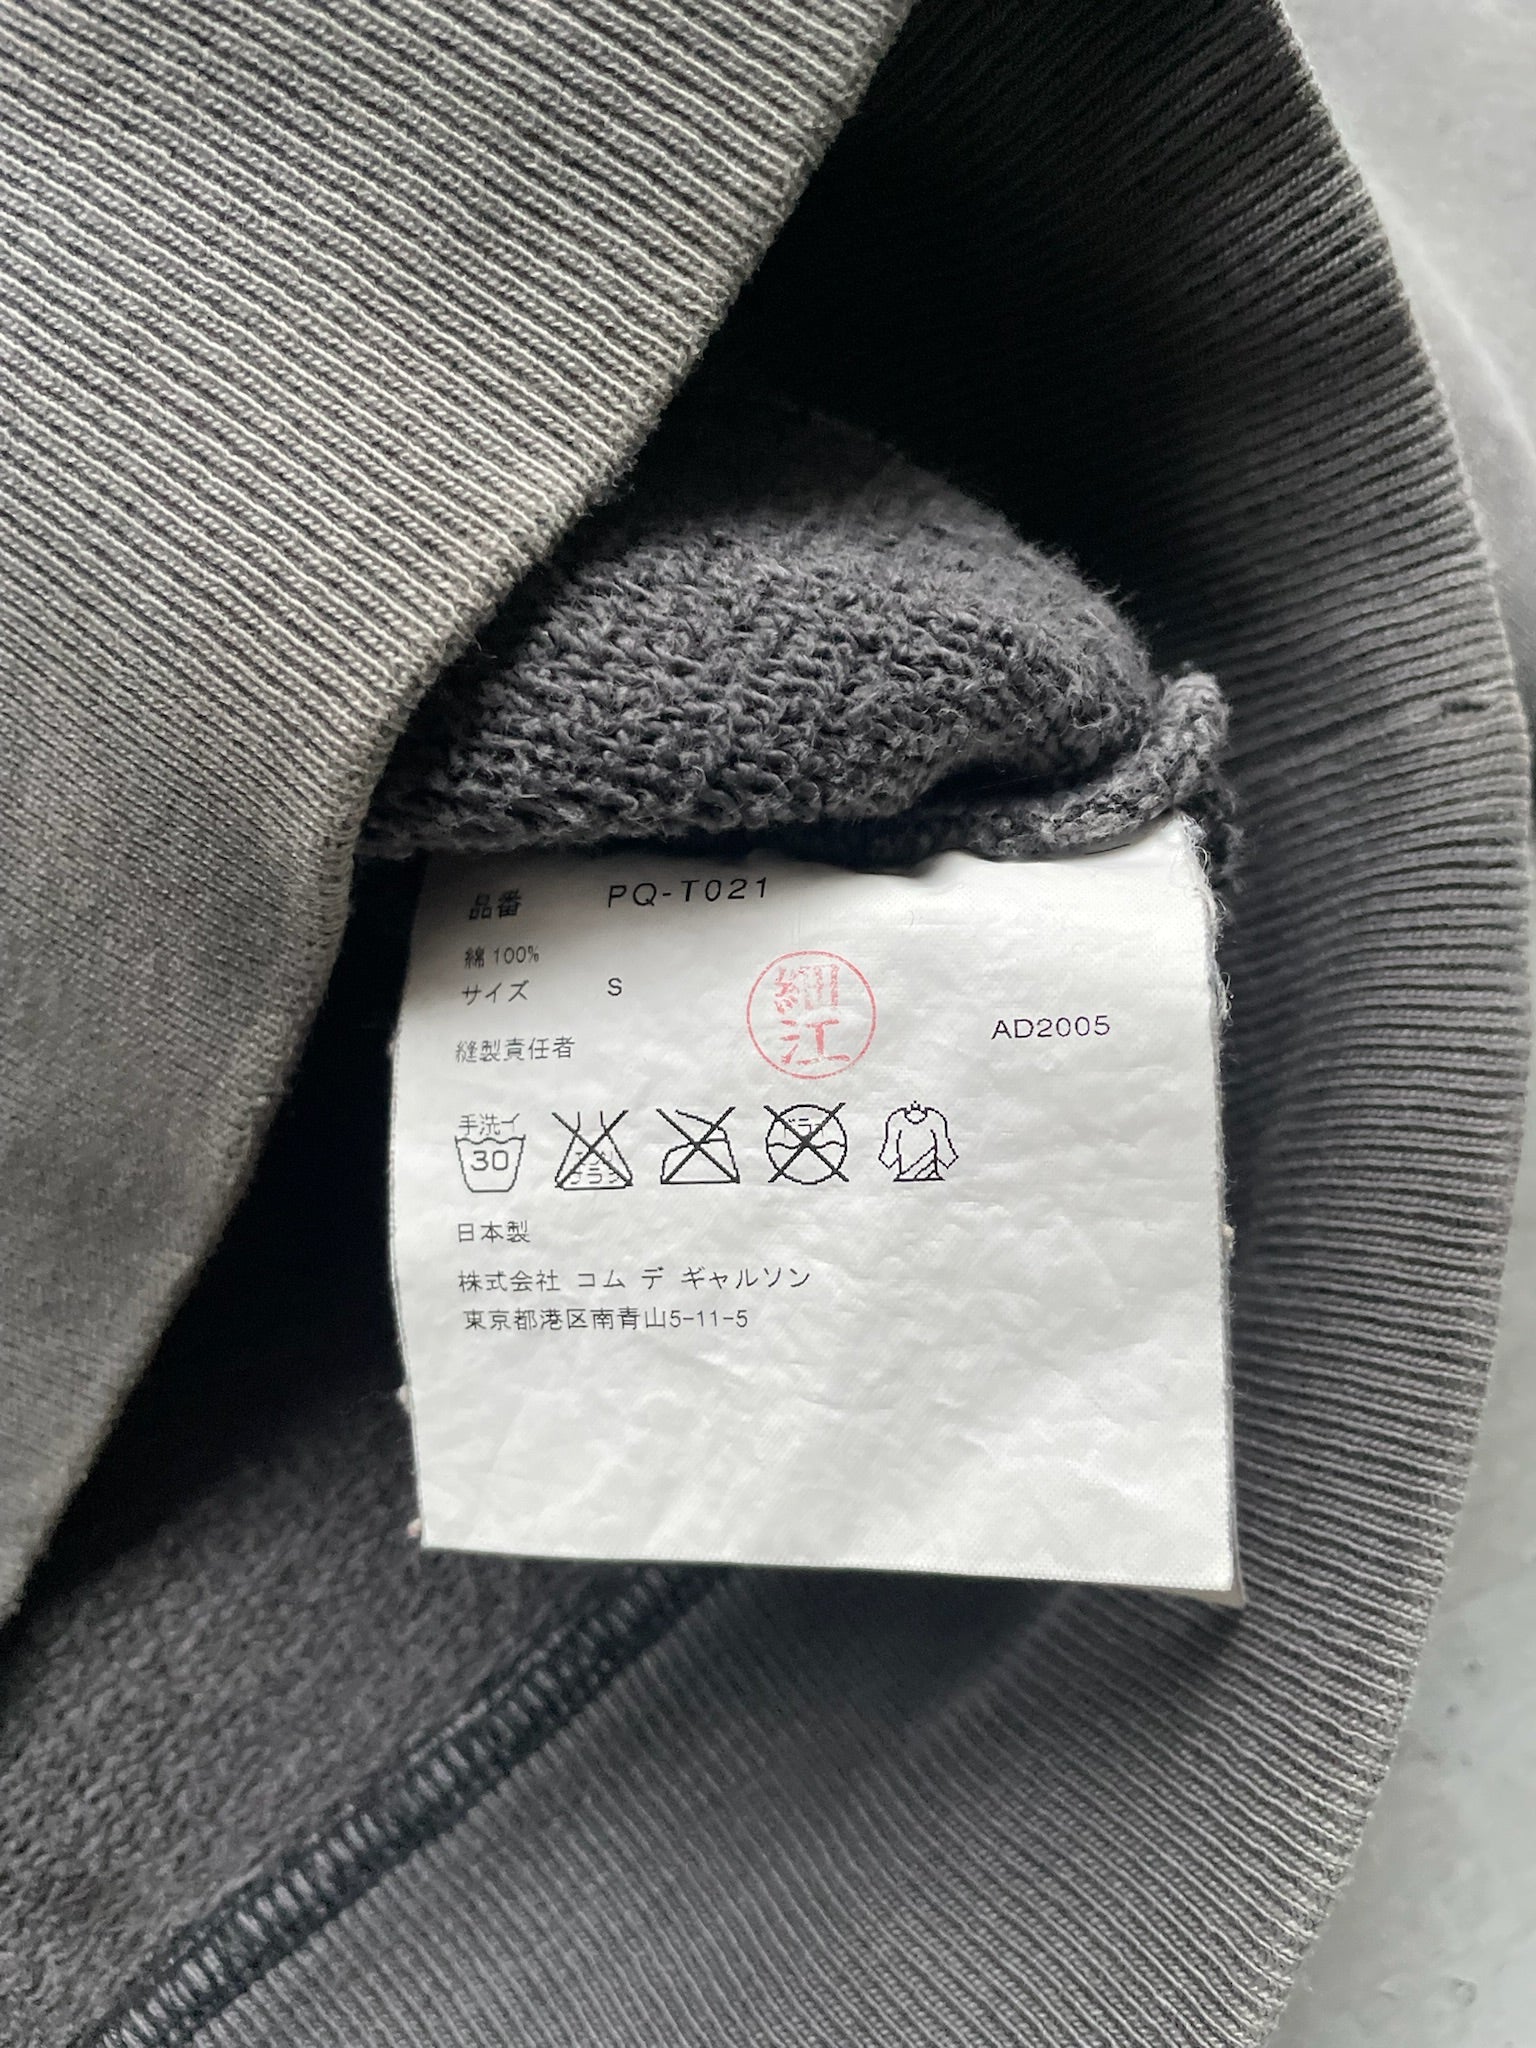 品番 PQ-T021
綿 100%
サイズ S
細江
AD2005
縫製責任者
手洗イ
30
日本製
株式会社 コム デ ギャルソン
東京都港区南青山5-11-5